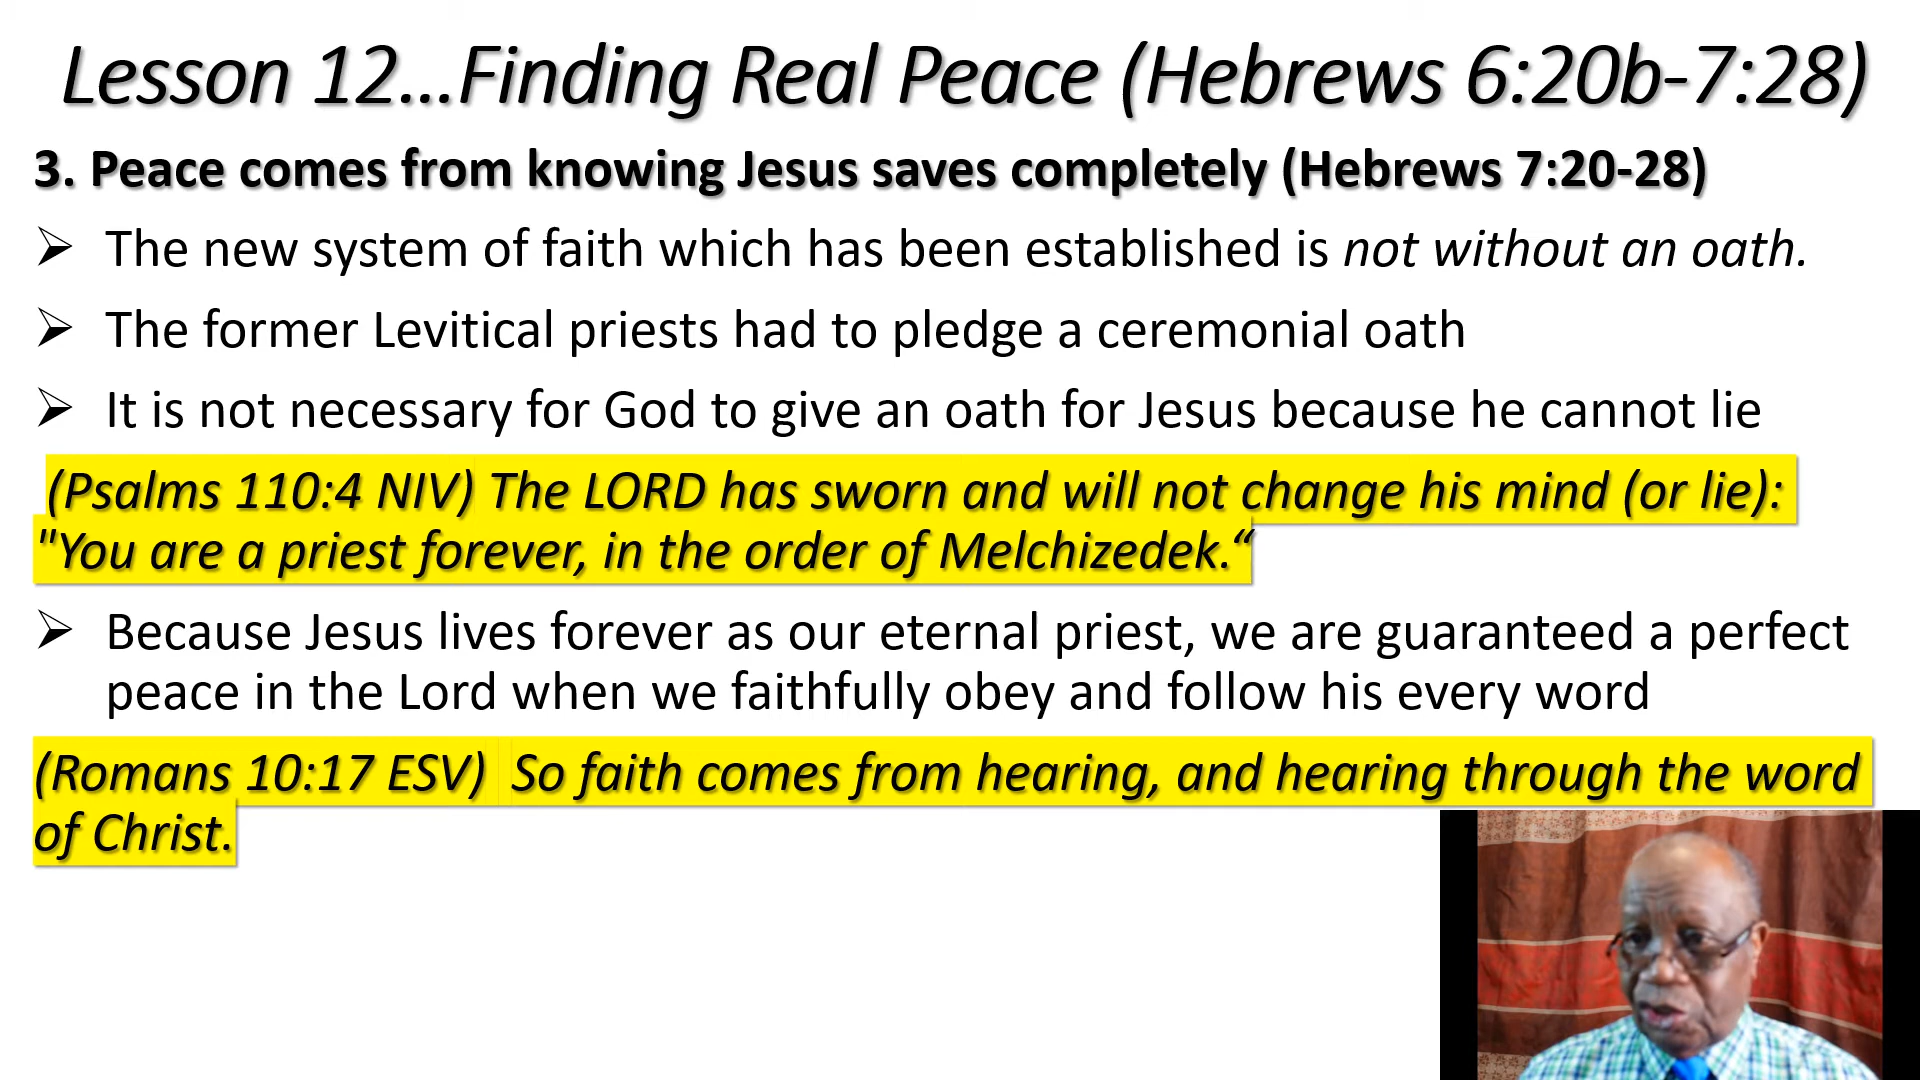 Lesson 12...Finding Real Peace (Hebrews 6:20b-7:28)
3. Peace comes from knowing Jesus saves completely (Hebrews 7:20-28)
➢ The new system of faith which has been established is not without an oath.
➢ The former Levitical priests had to pledge a ceremonial oath
➢ It is not necessary for God to give an oath for Jesus because he cannot lie
(Psalms 110:4 NIV) The LORD has sworn and will not change his mind (or lie):
"You are a priest forever, in the order of Melchizedek.“
➢ Because Jesus lives forever as our eternal priest, we are guaranteed a perfect
peace in the Lord when we faithfully obey and follow his every word
(Romans 10:17 ESV) So faith comes from hearing, and hearing through the word
of Christ.